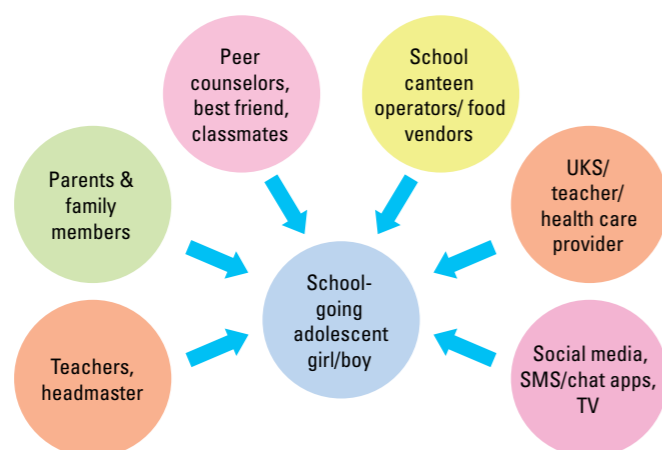 Peer
counselors,
best friend,
classmates
School
canteen
operators/ food
vendors
Parents &
family
members
UKS/
teacher/
health care
provider
School-
going
adolescent
girl/boy
Teachers,
headmaster
Social media,
SMS/chat apps,
TV